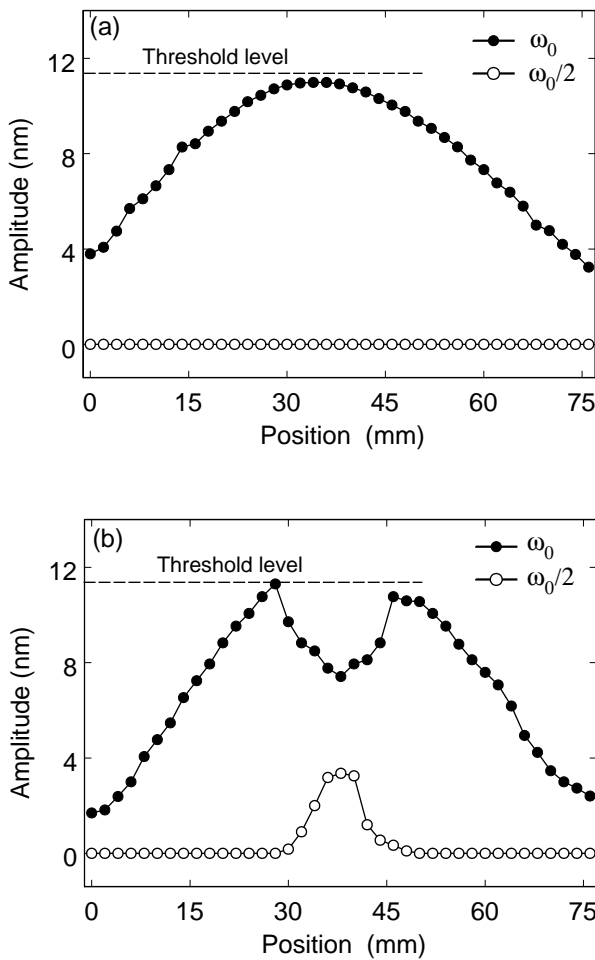 (a)
Threshold level
ω0
ω0/2
12
8
4
0
Amplitude (nm)
0 15 30 45 60 75
Position (mm)
(b)
Threshold level
ω0
ω0/2
12
8
4
0
Amplitude (nm)
0 15 30 45 60 75
Position (mm)